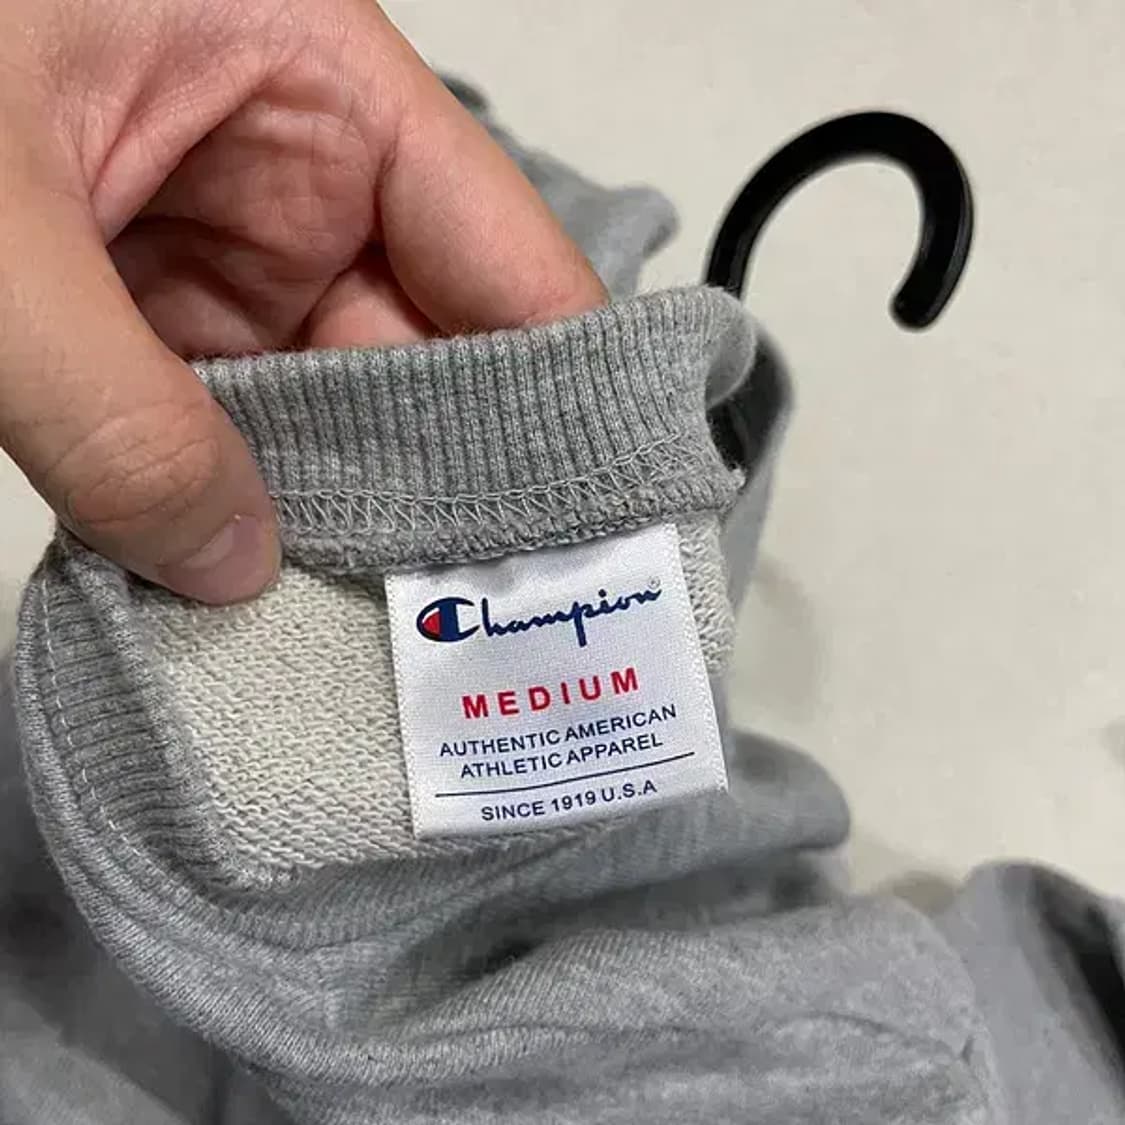 Champion®
MEDIUM
AUTHENTIC AMERICAN
ATHLETIC APPAREL
SINCE 1919 U.S.A